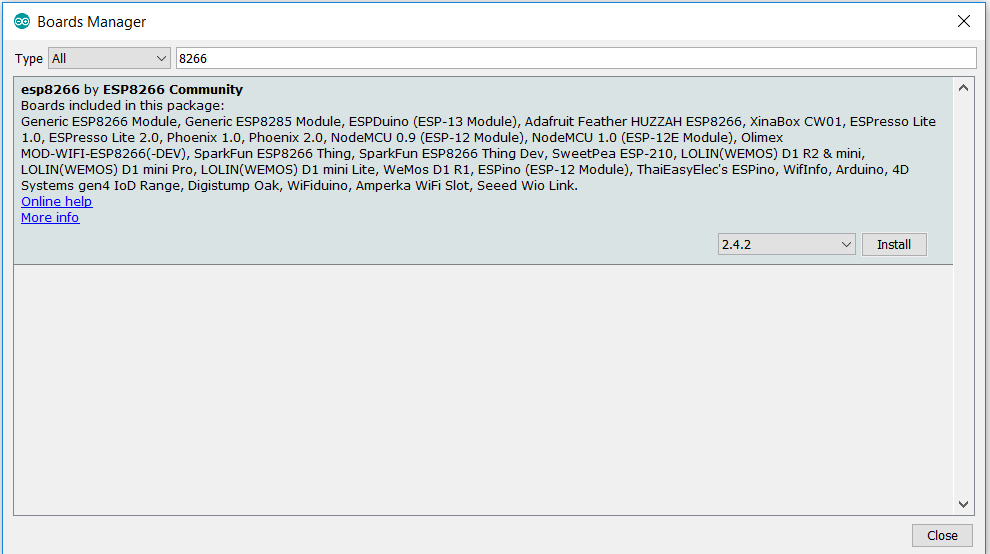 Boards Manager
Type All 8266
esp8266 by ESP8266 Community
Boards included in this package:
Generic ESP8266 Module, Generic ESP8285 Module, ESPDuino (ESP-13 Module), Adafruit Feather HUZZAH ESP8266, XinaBox CW01, ESPresso Lite
1.0, ESPresso Lite 2.0, Phoenix 1.0, Phoenix 2.0, NodeMCU 0.9 (ESP-12 Module), NodeMCU 1.0 (ESP-12E Module), Olimex
MOD-WIFI-ESP8266(-DEV), SparkFun ESP8266 Thing, SparkFun ESP8266 Thing Dev, SweetPea ESP-210, LOLIN(WEMOS) D1 R2 & mini,
LOLIN(WEMOS) D1 mini Pro, LOLIN(WEMOS) D1 mini Lite, WeMos D1 R1, ESPino (ESP-12 Module), ThaiEasyElec's ESPino, WifInfo, Arduino, 4D
Systems gen4 IoD Range, Digistump Oak, WiFiduino, Amperka WiFi Slot, Seeed Wio Link.
Online help
More info
2.4.2 Install
Close